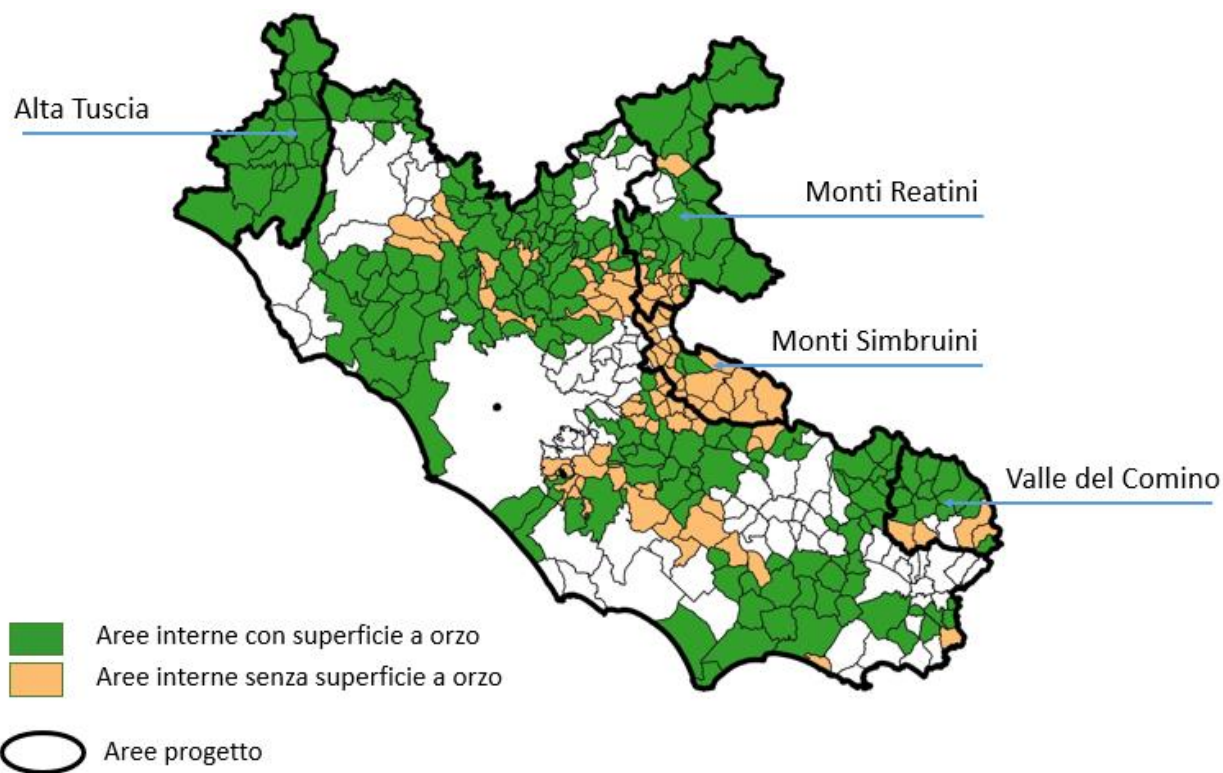 Alta Tuscia
Monti Reatini
Monti Simbruini
Valle del Comino
Aree interne con superficie a orzo
Aree interne senza superficie a orzo
Aree progetto